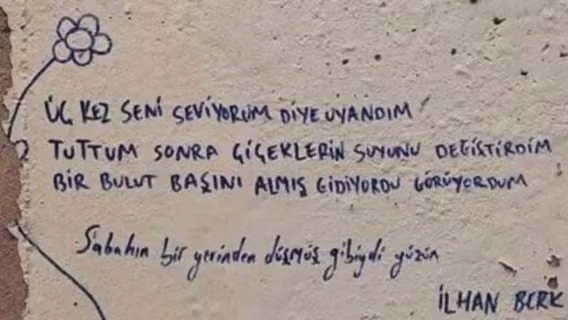 ÜÇ KEZ SENİ SEVİYORUM DİYE UYANDIM
TUTTUM SONRA ÇİÇEKLERİN SUYUNU DEĞİŞTİRDİM
BİR BULUT BAŞINI ALMIŞ GİDİYORDU GÖRÜYORDUM
Sabahın bir yerinden düşmüş gibiydi yüzün
İLHAN BERK